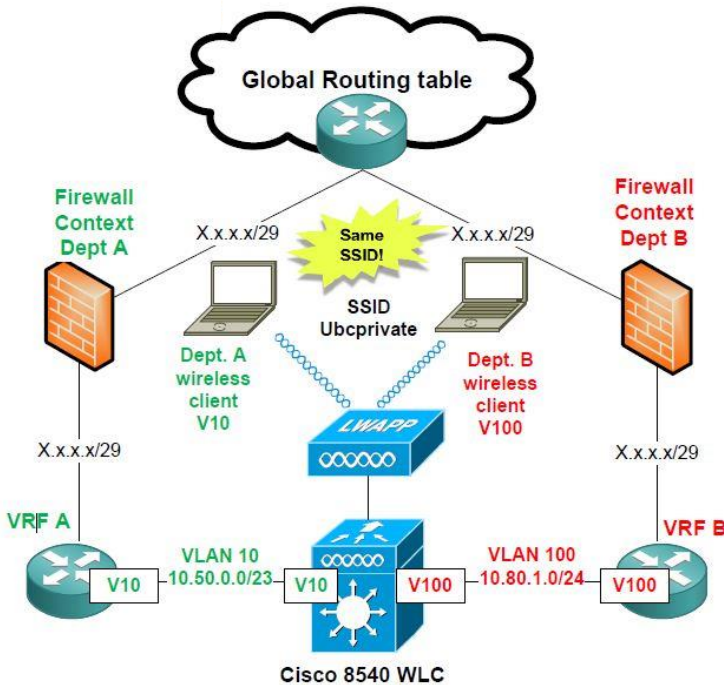 Global Routing table
Firewall
Context
Dept A
Firewall
Context
Dept B
X.x.x.x/29
Same
SSID!
X.x.x.x/29
SSID
Ubcprivate
Dept. A
wireless
client
V10
Dept. B
wireless
client
V100
LWAPP
X.x.x.x/29
X.x.x.x/29
VRF A
VRF B
VLAN 10
10.50.0.0/23
VLAN 100
10.80.1.0/24
V10
V10
V100
V100
Cisco 8540 WLC